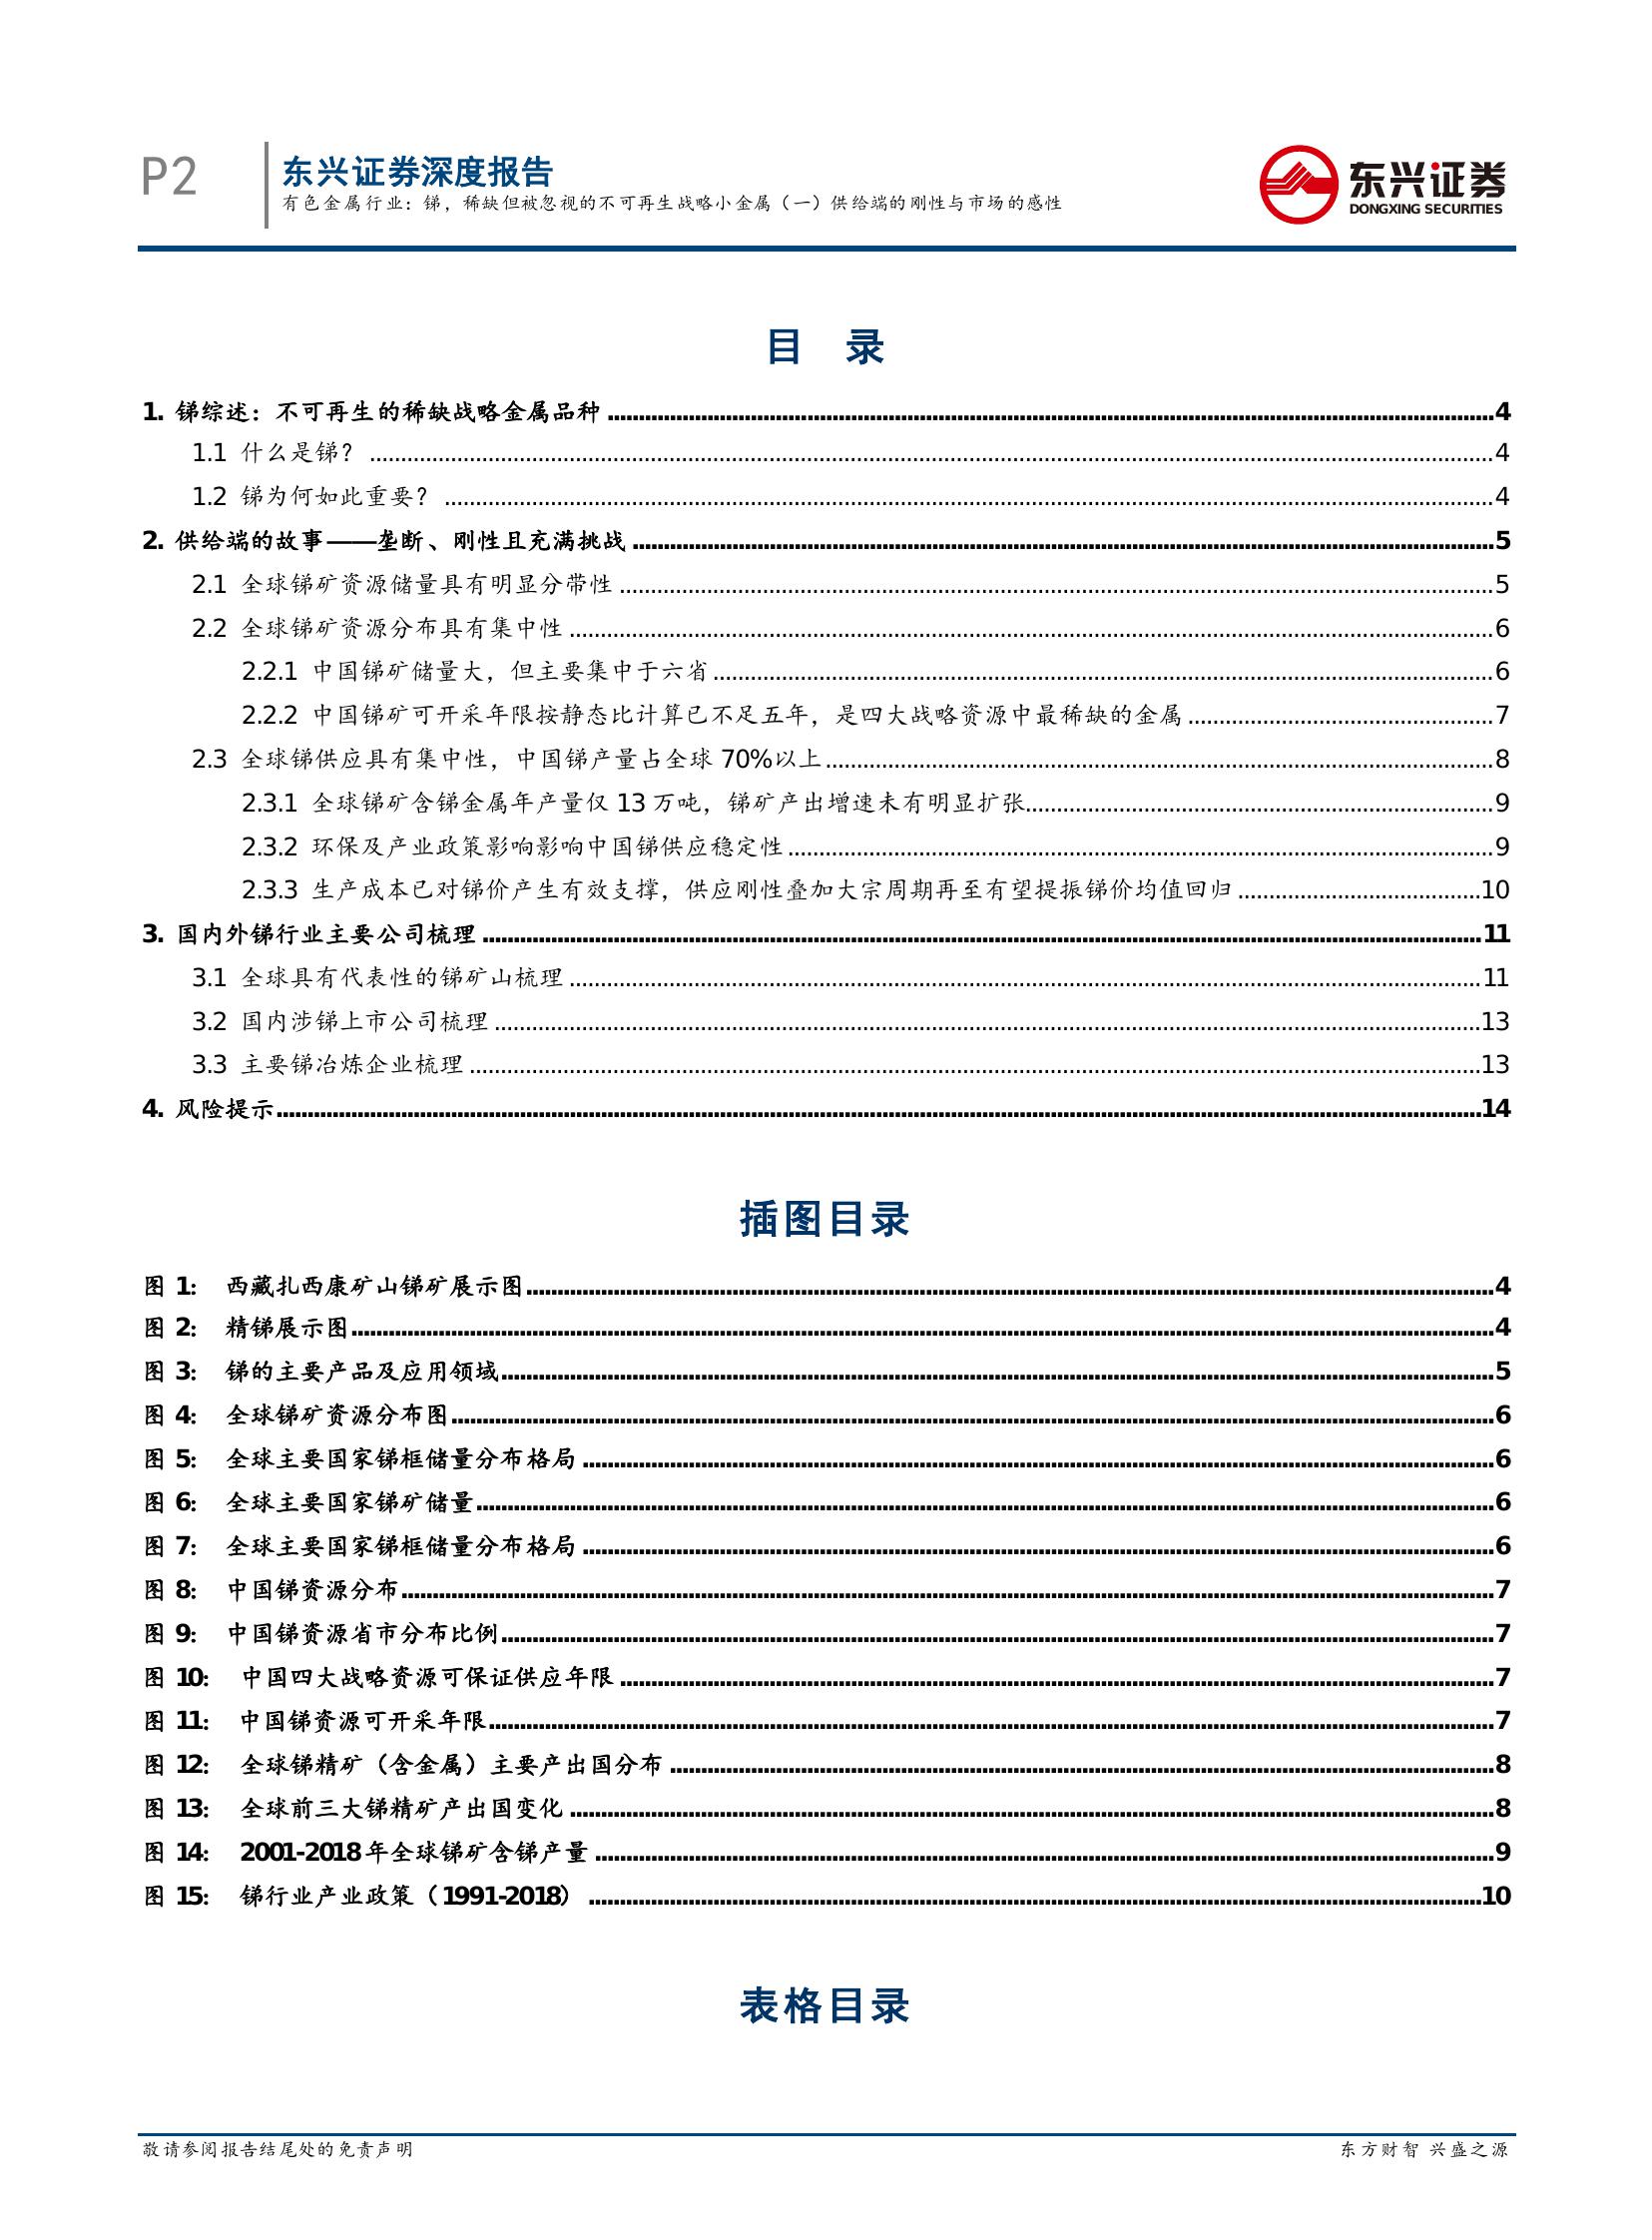 P2
东兴证券深度报告
有色金属行业：锑，稀缺但被忽视的不可再生战略小金属（一）供给端的刚性与市场的感性
东兴证券
DONGXING SECURITIES
目 录
1. 锑综述：不可再生的稀缺战略金属品种 ........ 4
1.1 什么是锑？ ........ 4
1.2 锑为何如此重要？ ........ 4
2. 供给端的故事——垄断、刚性且充满挑战 ........ 5
2.1 全球锑矿资源储量具有明显分带性 ........ 5
2.2 全球锑矿资源分布具有集中性 ........ 6
2.2.1 中国锑矿储量大，但主要集中于六省 ........ 6
2.2.2 中国锑矿可开采年限按静态比计算已不足五年，是四大战略资源中最稀缺的金属 ........ 7
2.3 全球锑供应具有集中性，中国锑产量占全球 70%以上 ........ 8
2.3.1 全球锑矿含锑金属年产量仅 13 万吨，锑矿产出增速未有明显扩张 ........ 9
2.3.2 环保及产业政策影响影响中国锑供应稳定性 ........ 9
2.3.3 生产成本已对锑价产生有效支撑，供应刚性叠加大宗周期再至有望提振锑价均值回归 ........ 10
3. 国内外锑行业主要公司梳理 ........ 11
3.1 全球具有代表性的锑矿山梳理 ........ 11
3.2 国内涉锑上市公司梳理 ........ 13
3.3 主要锑冶炼企业梳理 ........ 13
4. 风险提示 ........ 14
插图目录
图 1: 西藏扎西康矿山锑矿展示图 ........ 4
图 2: 精锑展示图 ........ 4
图 3: 锑的主要产品及应用领域 ........ 5
图 4: 全球锑矿资源分布图 ........ 6
图 5: 全球主要国家锑框储量分布格局 ........ 6
图 6: 全球主要国家锑矿储量 ........ 6
图 7: 全球主要国家锑框储量分布格局 ........ 6
图 8: 中国锑资源分布 ........ 7
图 9: 中国锑资源省市分布比例 ........ 7
图 10: 中国四大战略资源可保证供应年限 ........ 7
图 11: 中国锑资源可开采年限 ........ 7
图 12: 全球锑精矿（含金属）主要产出国分布 ........ 8
图 13: 全球前三大锑精矿产出国变化 ........ 8
图 14: 2001-2018 年全球锑矿含锑产量 ........ 9
图 15: 锑行业产业政策（1991-2018） ........ 10
表格目录
敬请参阅报告结尾处的免责声明
东方财智 兴盛之源